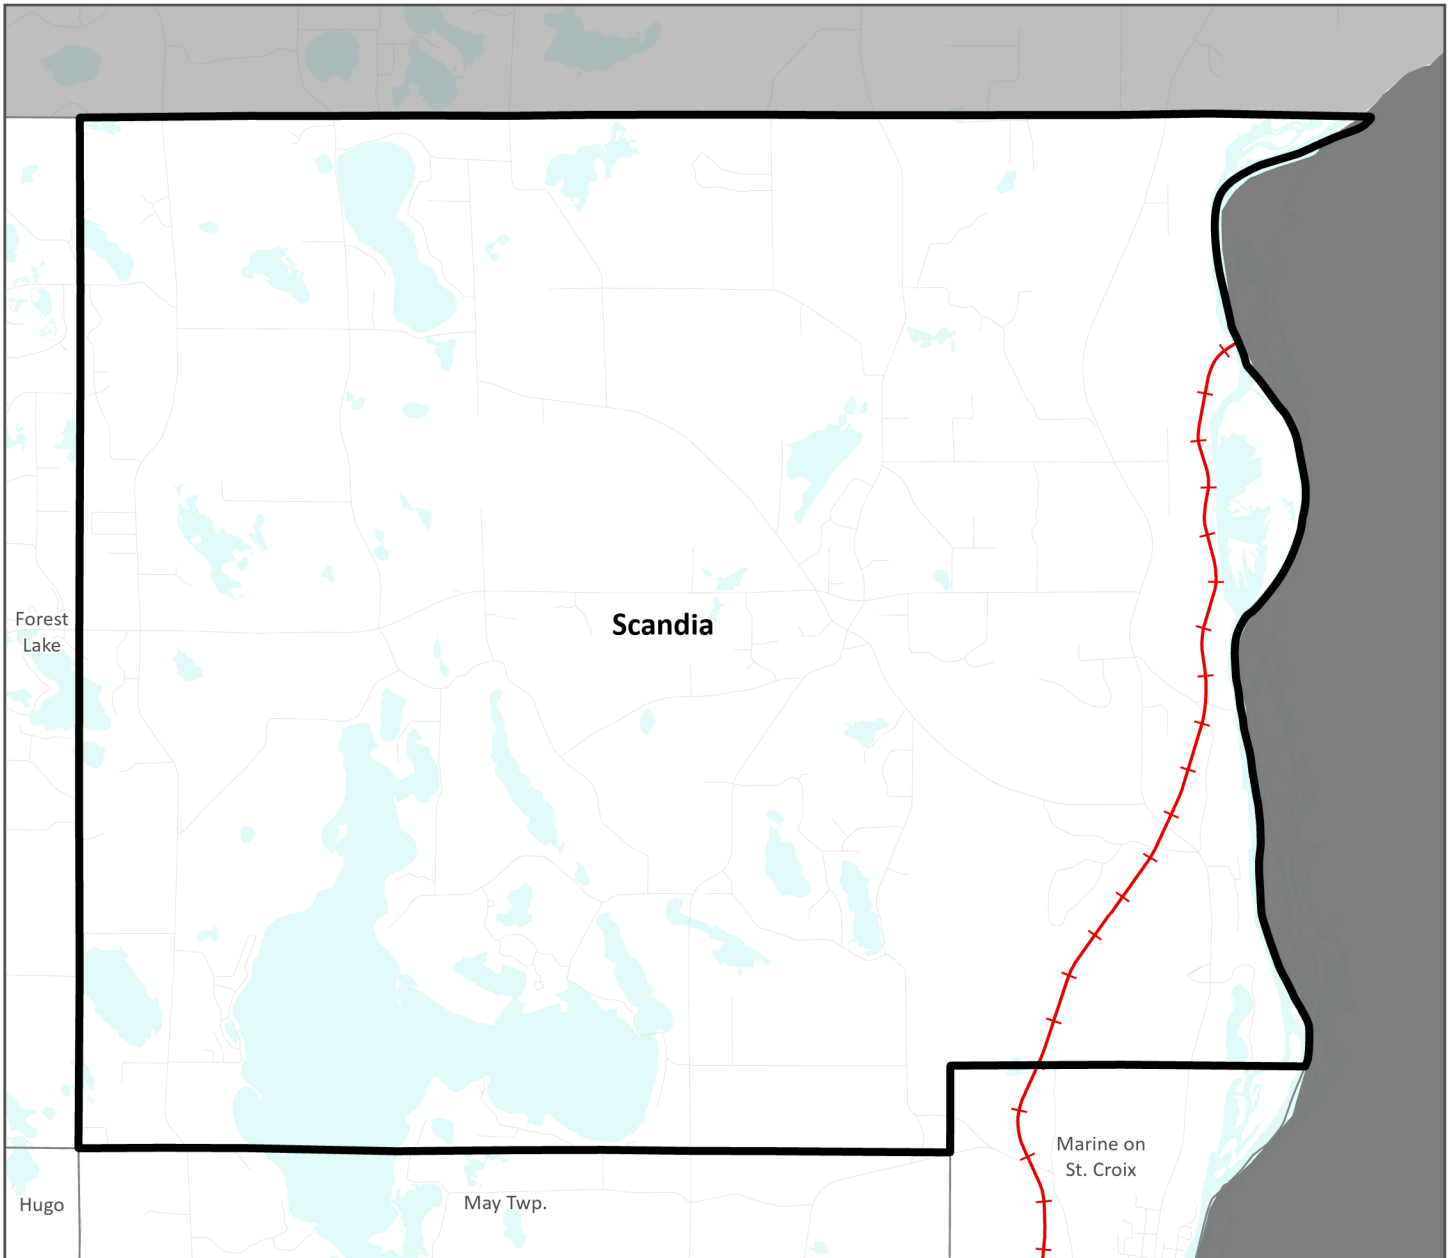 Forest
Lake
Scandia
Marine on
St. Croix
Hugo
May Twp.